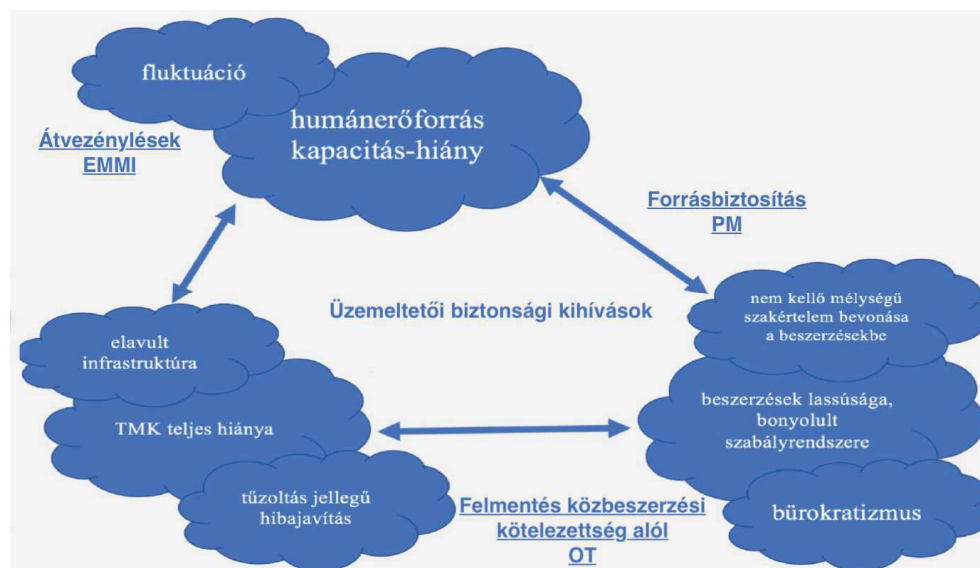 fluktuáció
humánerőforrás
kapacitás-hiány
Átvezénylések
EMMI
Forrásbiztosítás
PM
Üzemeltetői biztonsági kihívások
nem kellő mélységű
szakértelem bevonása
a beszerzésekbe
elavult
infrastruktúra
beszerzések lassúsága,
bonyolult
szabályrendszere
TMK teljes hiánya
tűzoltás jellegű
hibajavítás
Felmentés közbeszerzési
kötelezettség alól
OT
bürokratizmus